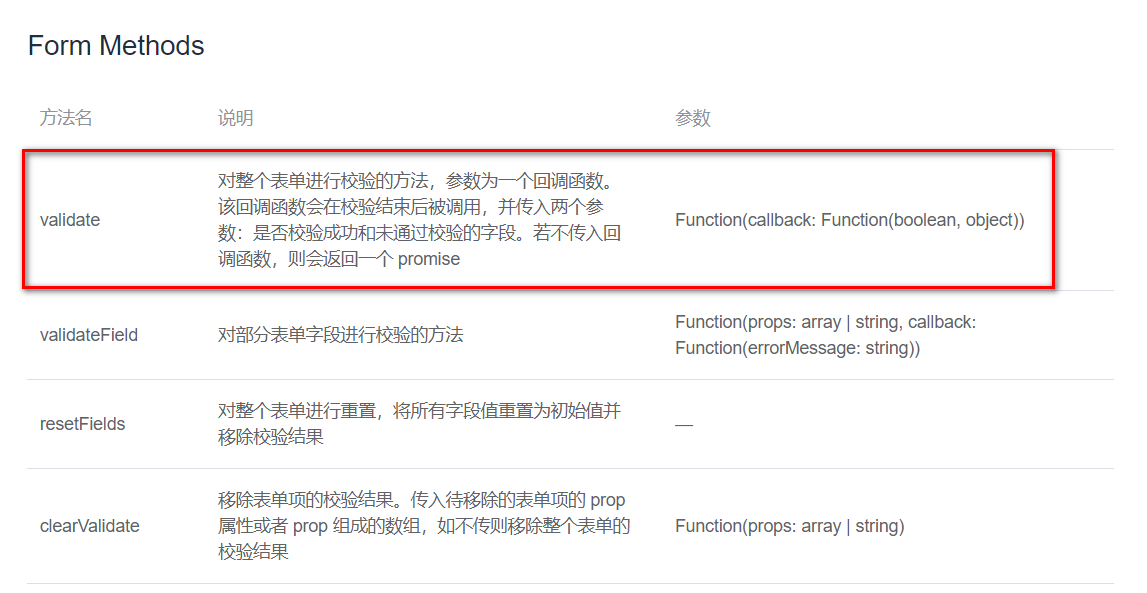 Form Methods
方法名 说明 参数
对整个表单进行校验的方法，参数为一个回调函数。
该回调函数会在校验结束后被调用，并传入两个参
validate Function(callback: Function(boolean, object))
数：是否校验成功和未通过校验的字段。若不传入回
调函数，则会返回一个 promise
validateField 对部分表单字段进行校验的方法
Function(props: array | string, callback:
Function(errorMessage: string))
对整个表单进行重置，将所有字段值重置为初始值并
resetFields —
移除校验结果
移除表单项的校验结果。传入待移除的表单项的 prop
clearValidate 属性或者 prop 组成的数组，如不传则移除整个表单的 Function(props: array | string)
校验结果